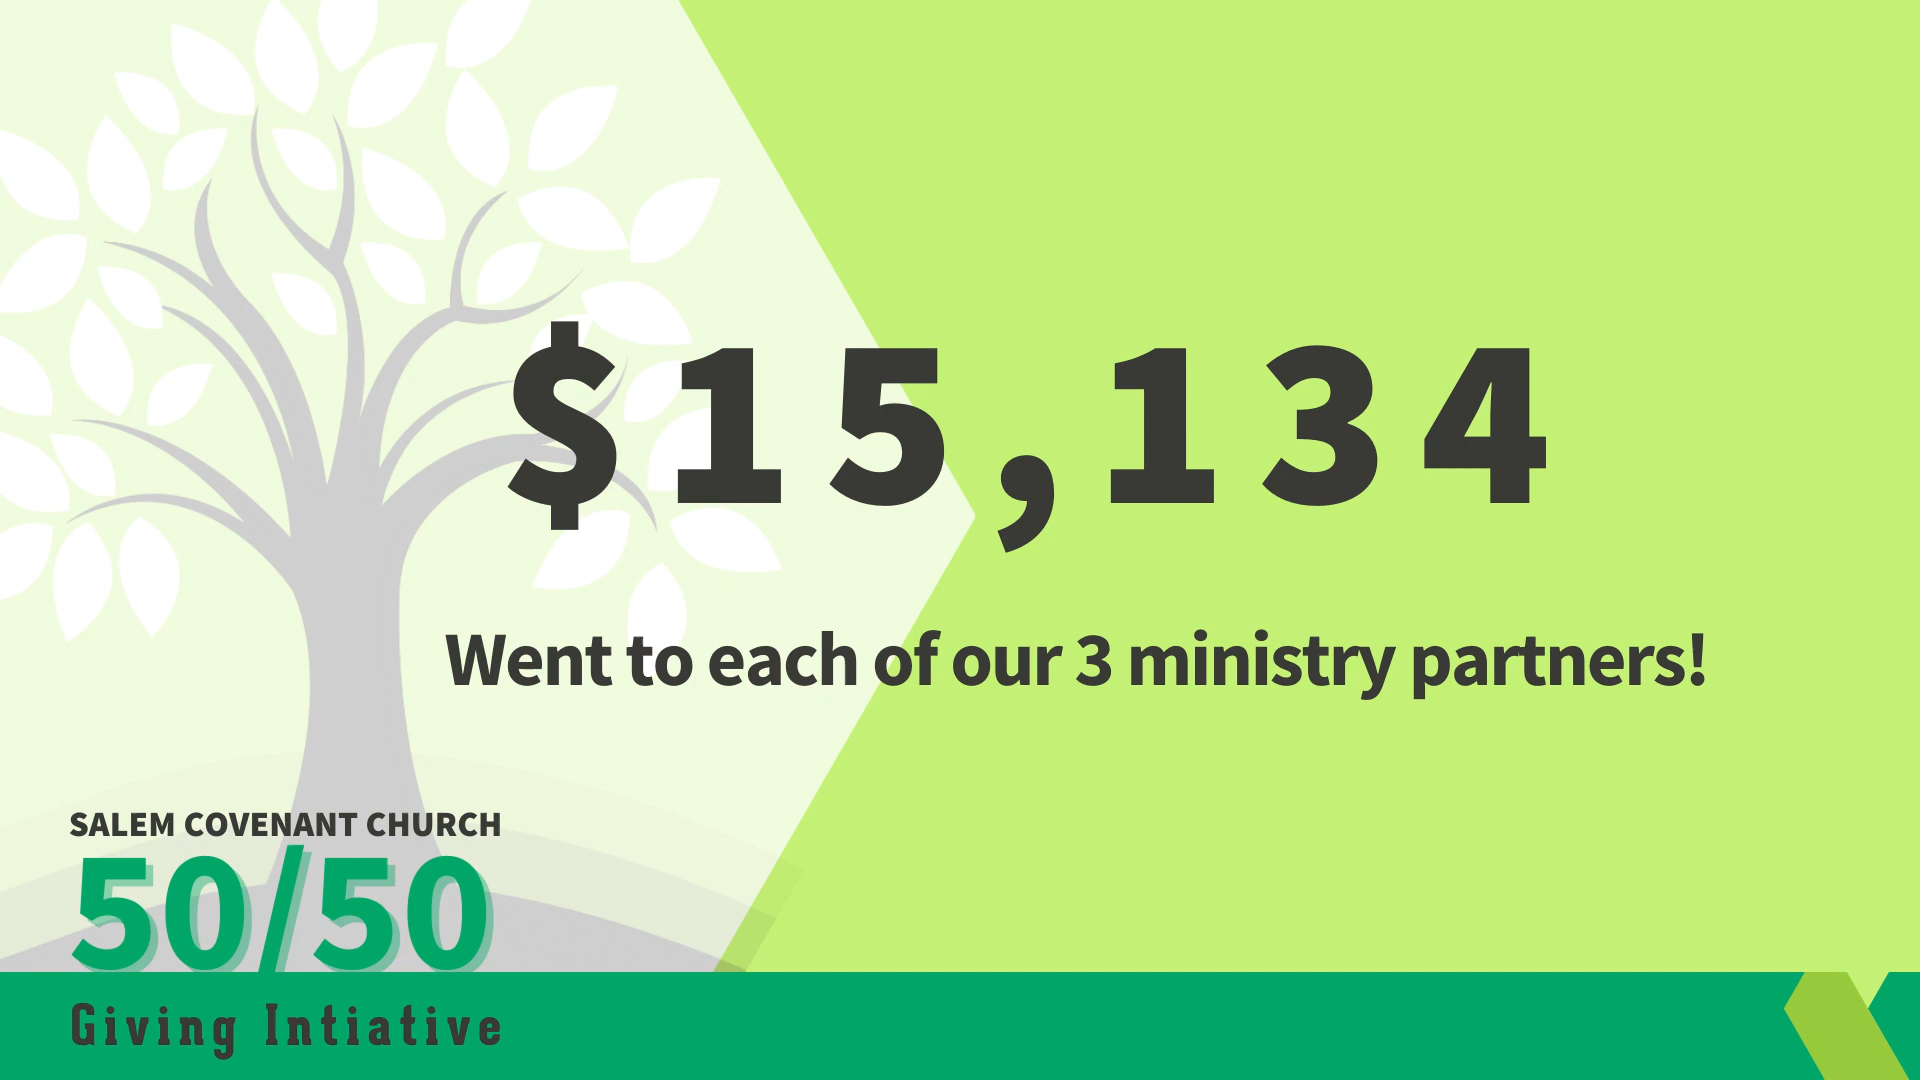 $15,134
Went to each of our 3 ministry partners!
SALEM COVENANT CHURCH
50/50
Giving Intiative